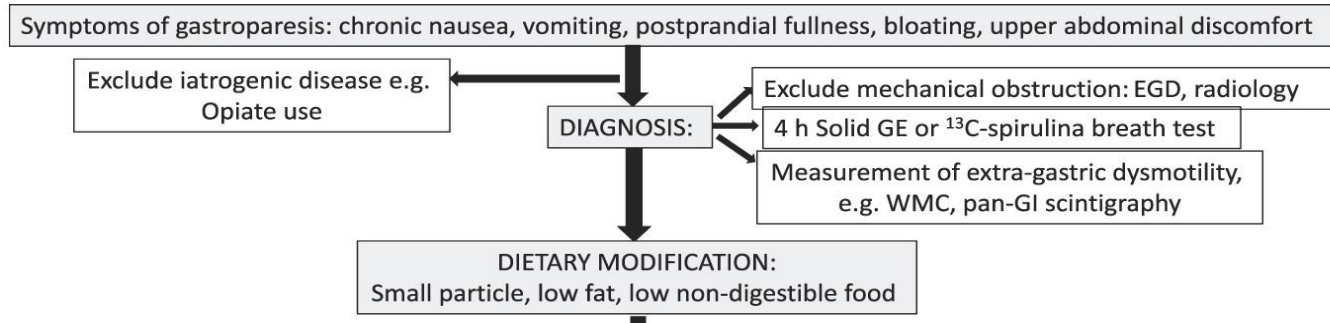 Symptoms of gastroparesis: chronic nausea, vomiting, postprandial fullness, bloating, upper abdominal discomfort
Exclude iatrogenic disease e.g.
Opiate use
DIAGNOSIS:
Exclude mechanical obstruction: EGD, radiology
4 h Solid GE or ¹³C-spirulina breath test
Measurement of extra-gastric dysmotility,
e.g. WMC, pan-GI scintigraphy
DIETARY MODIFICATION:
Small particle, low fat, low non-digestible food